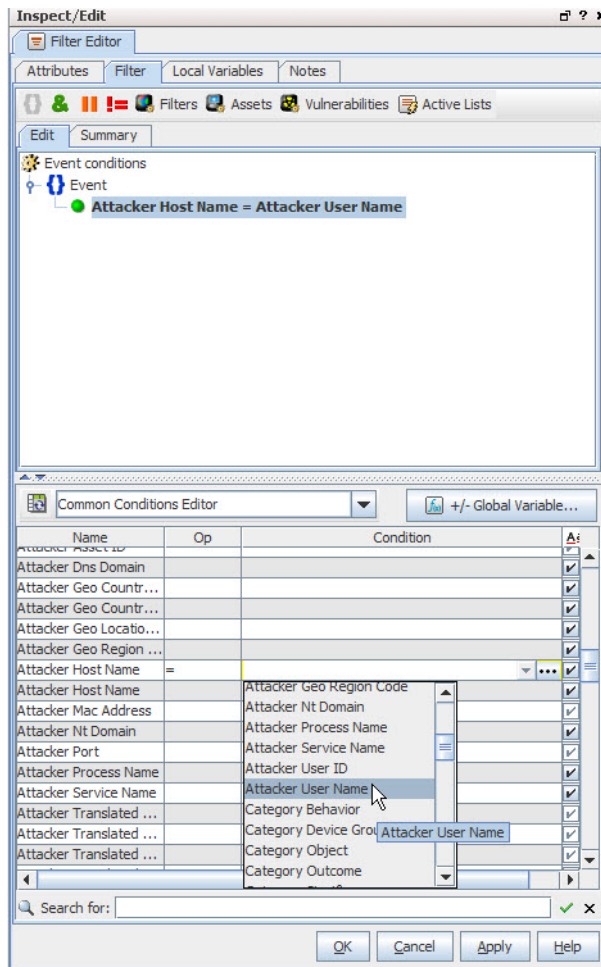 Inspect/Edit
Filter Editor
Attributes Filter Local Variables Notes
Filters Assets Vulnerabilities Active Lists
Edit Summary
Event conditions
Event
Attacker Host Name = Attacker User Name
Common Conditions Editor +/- Global Variable...
Name Op Condition
Attacker Asset ID
Attacker Dns Domain
Attacker Geo Countr...
Attacker Geo Countr...
Attacker Geo Locatio...
Attacker Geo Region ...
Attacker Host Name =
Attacker Host Name Attacker Geo Region Code
Attacker Mac Address Attacker Nt Domain
Attacker Nt Domain Attacker Process Name
Attacker Port Attacker Service Name
Attacker Process Name Attacker User ID
Attacker Service Name Attacker User Name
Attacker Translated ... Category Behavior
Attacker Translated ... Category Device Grou Attacker User Name
Attacker Translated ... Category Object
Category Outcome
Search for:
OK Cancel Apply Help